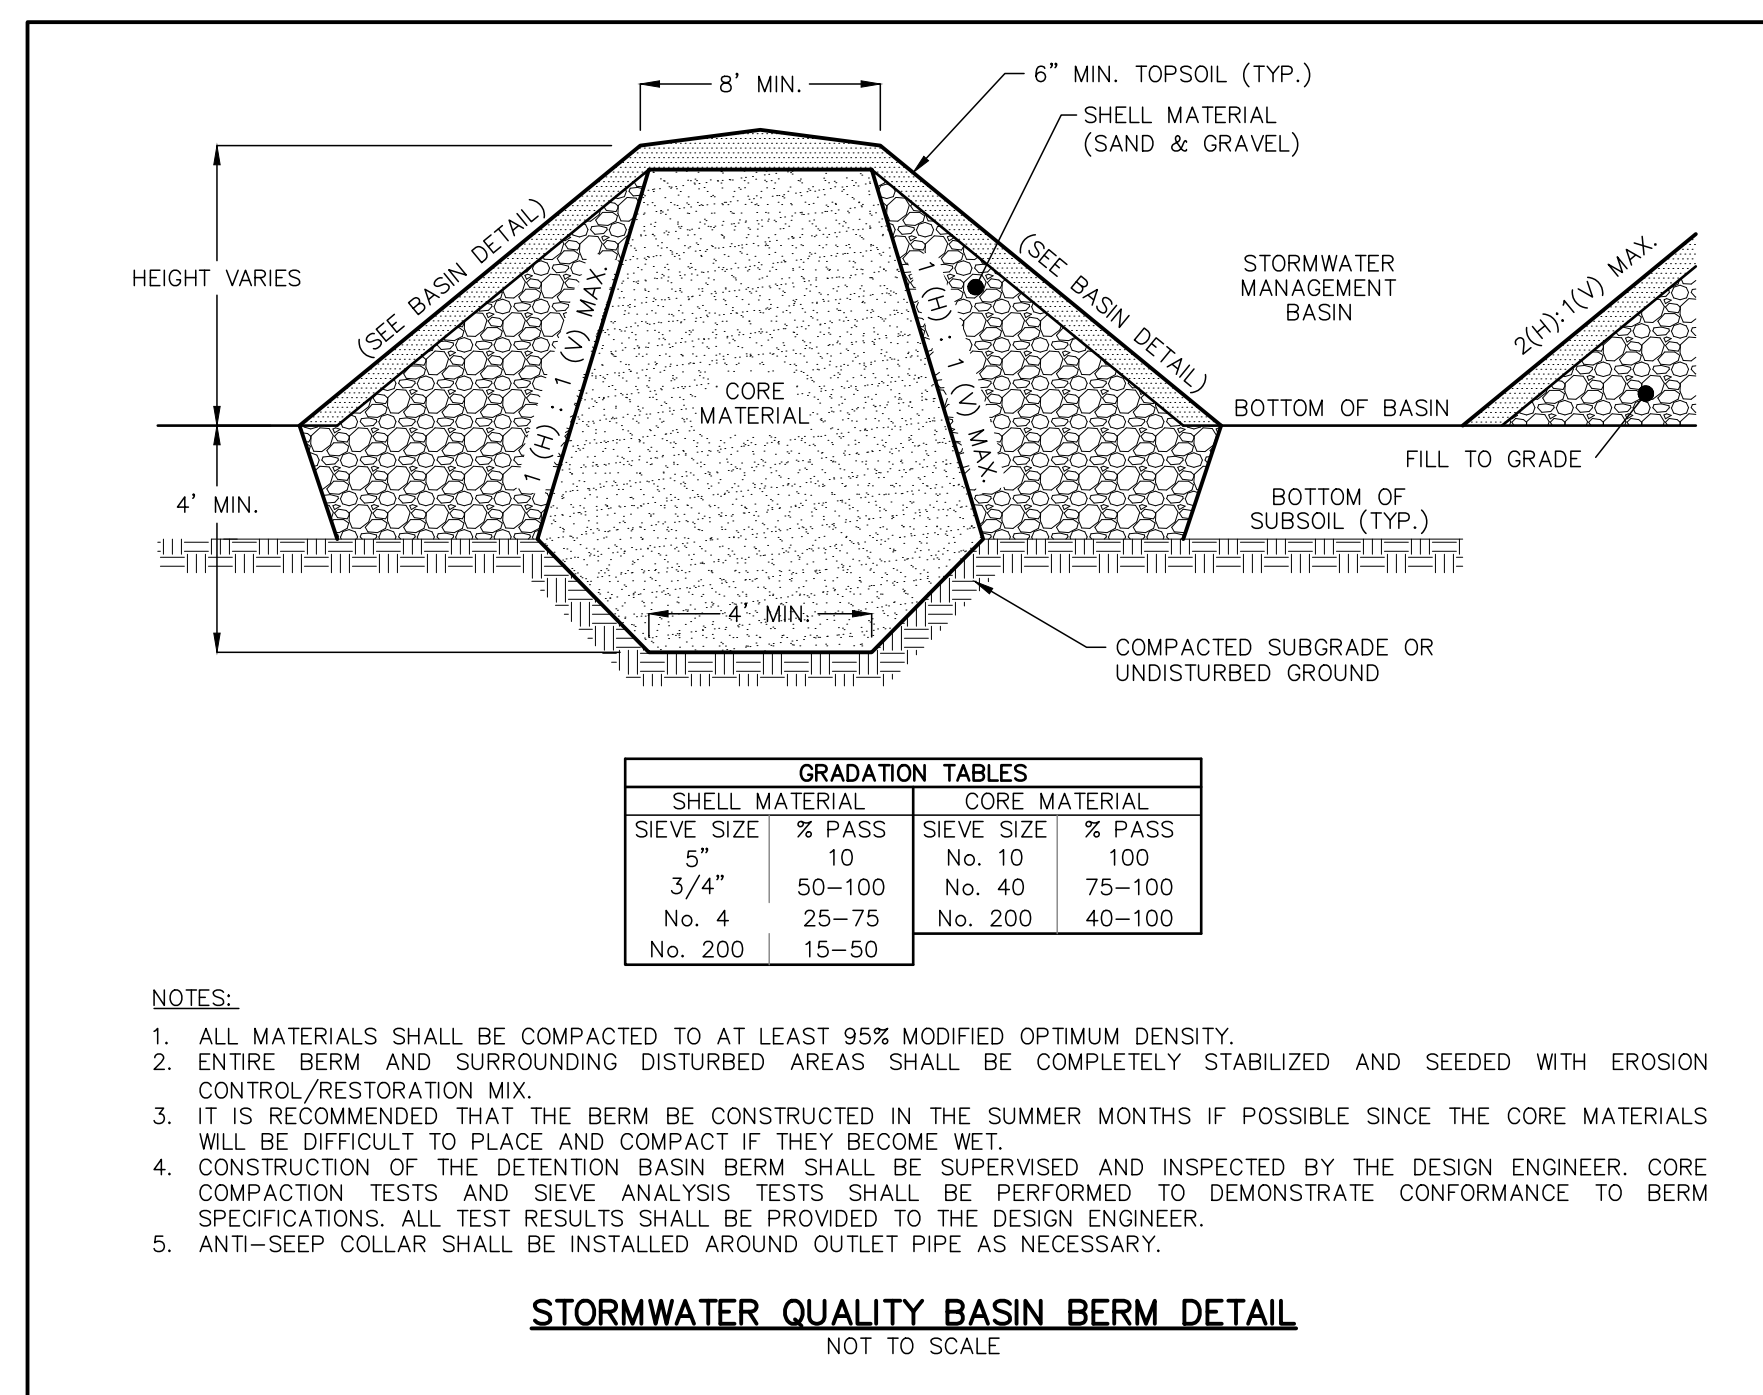 8' MIN.
6" MIN. TOPSOIL (TYP.)
SHELL MATERIAL
(SAND & GRAVEL)
HEIGHT VARIES
(SEE BASIN DETAIL)
1 (H) : 1 (V) MAX.
CORE
MATERIAL
1 (H) : 1 (V) MAX.
(SEE BASIN DETAIL)
STORMWATER
MANAGEMENT
BASIN
2(H):1(V) MAX.
BOTTOM OF BASIN
FILL TO GRADE
4' MIN.
BOTTOM OF
SUBSOIL (TYP.)
4' MIN.
COMPACTED SUBGRADE OR
UNDISTURBED GROUND
GRADATION TABLES
SHELL MATERIAL CORE MATERIAL
SIEVE SIZE % PASS SIEVE SIZE % PASS
5" 10 No. 10 100
3/4" 50-100 No. 40 75-100
No. 4 25-75 No. 200 40-100
No. 200 15-50
NOTES:
1. ALL MATERIALS SHALL BE COMPACTED TO AT LEAST 95% MODIFIED OPTIMUM DENSITY.
2. ENTIRE BERM AND SURROUNDING DISTURBED AREAS SHALL BE COMPLETELY STABILIZED AND SEEDED WITH EROSION
CONTROL/RESTORATION MIX.
3. IT IS RECOMMENDED THAT THE BERM BE CONSTRUCTED IN THE SUMMER MONTHS IF POSSIBLE SINCE THE CORE MATERIALS
WILL BE DIFFICULT TO PLACE AND COMPACT IF THEY BECOME WET.
4. CONSTRUCTION OF THE DETENTION BASIN BERM SHALL BE SUPERVISED AND INSPECTED BY THE DESIGN ENGINEER. CORE
COMPACTION TESTS AND SIEVE ANALYSIS TESTS SHALL BE PERFORMED TO DEMONSTRATE CONFORMANCE TO BERM
SPECIFICATIONS. ALL TEST RESULTS SHALL BE PROVIDED TO THE DESIGN ENGINEER.
5. ANTI-SEEP COLLAR SHALL BE INSTALLED AROUND OUTLET PIPE AS NECESSARY.
STORMWATER QUALITY BASIN BERM DETAIL
NOT TO SCALE